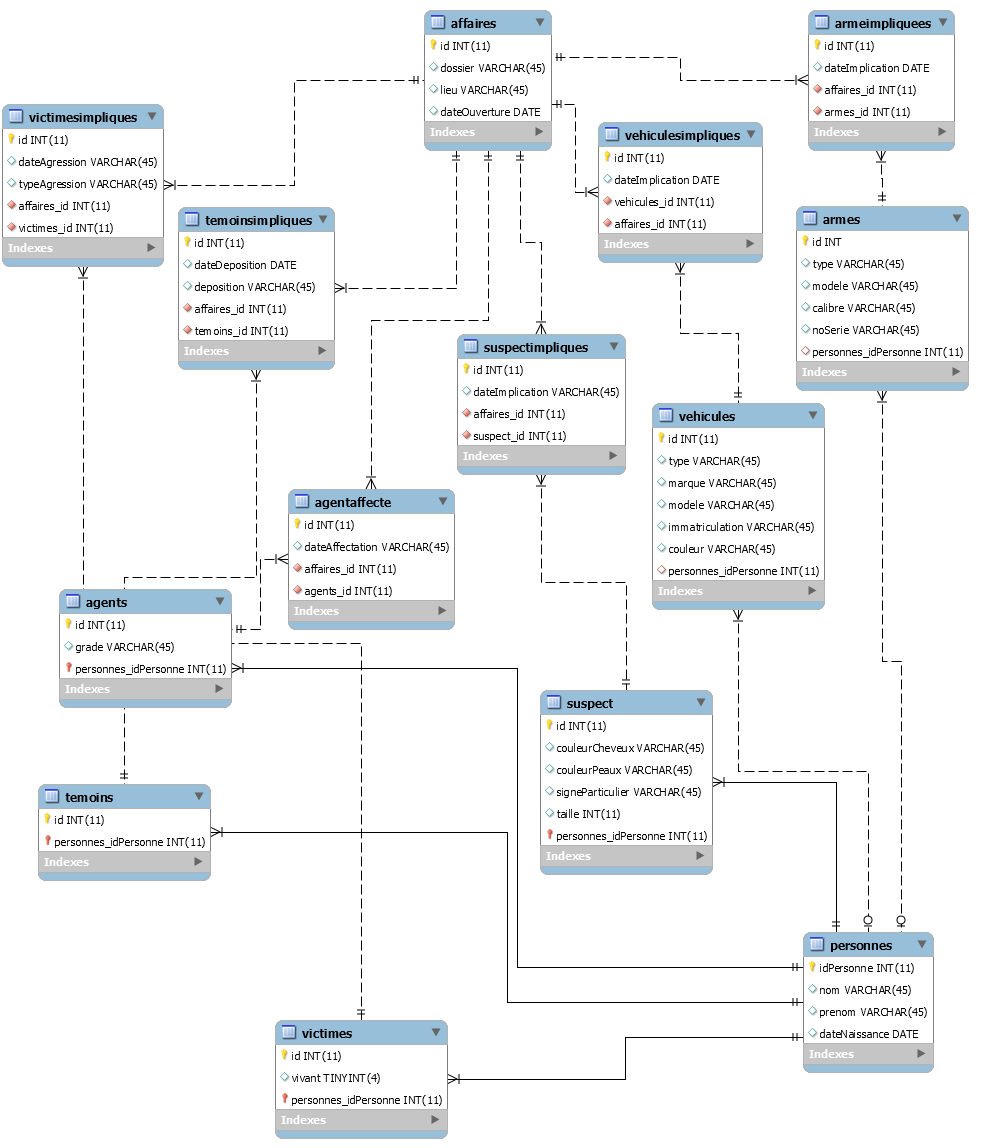 affaires
id INT(11)
dossier VARCHAR(45)
lieu VARCHAR(45)
dateOuverture DATE
Indexes
armeimpliquees
id INT(11)
dateImplication DATE
affaires_id INT(11)
armes_id INT(11)
Indexes
victimesimpliques
id INT(11)
dateAgression VARCHAR(45)
typeAgression VARCHAR(45)
affaires_id INT(11)
victimes_id INT(11)
Indexes
vehiculesimpliques
id INT(11)
dateImplication DATE
vehicules_id INT(11)
affaires_id INT(11)
Indexes
temoinsimpliques
id INT(11)
dateDeposition DATE
deposition VARCHAR(45)
affaires_id INT(11)
temoins_id INT(11)
Indexes
armes
id INT
type VARCHAR(45)
modele VARCHAR(45)
calibre VARCHAR(45)
noSerie VARCHAR(45)
personnes_idPersonne INT(11)
Indexes
suspectimpliques
id INT(11)
dateImplication VARCHAR(45)
affaires_id INT(11)
suspect_id INT(11)
Indexes
vehicules
id INT(11)
type VARCHAR(45)
marque VARCHAR(45)
modele VARCHAR(45)
immatriculation VARCHAR(45)
couleur VARCHAR(45)
personnes_idPersonne INT(11)
Indexes
agentaffecte
id INT(11)
dateAffectation VARCHAR(45)
affaires_id INT(11)
agents_id INT(11)
Indexes
agents
id INT(11)
grade VARCHAR(45)
personnes_idPersonne INT(11)
Indexes
suspect
id INT(11)
couleurCheveux VARCHAR(45)
couleurPeaux VARCHAR(45)
signeParticulier VARCHAR(45)
taille INT(11)
personnes_idPersonne INT(11)
Indexes
temoins
id INT(11)
personnes_idPersonne INT(11)
Indexes
personnes
idPersonne INT(11)
nom VARCHAR(45)
prenom VARCHAR(45)
dateNaissance DATE
Indexes
victimes
id INT(11)
vivant TINYINT(4)
personnes_idPersonne INT(11)
Indexes